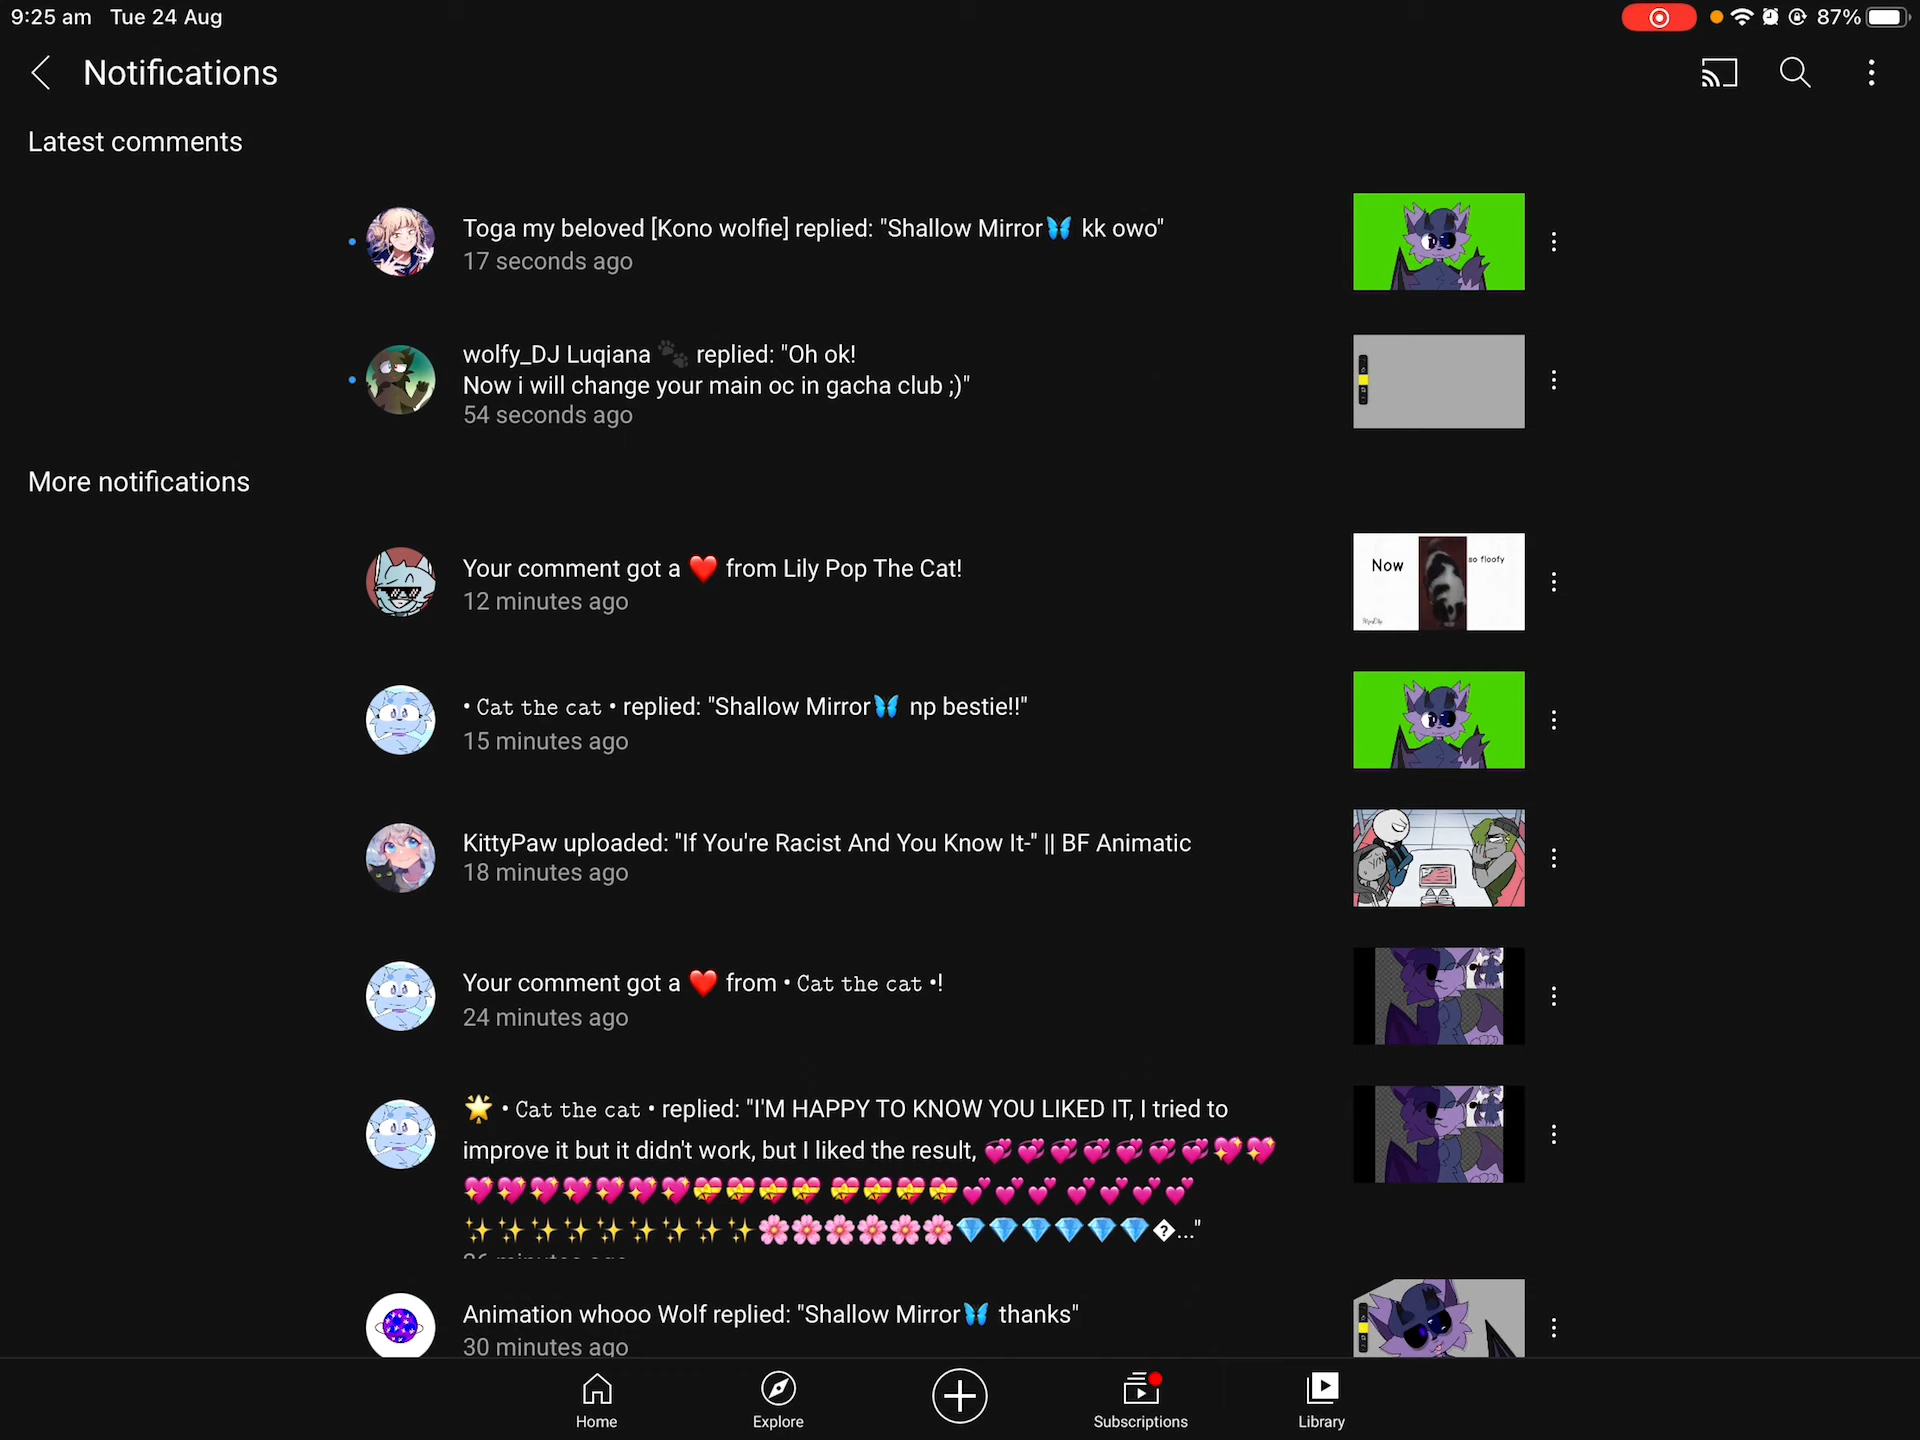 9:25 am Tue 24 Aug
87%
Notifications
Latest comments
Toga my beloved [Kono wolfie] replied: "Shallow Mirror🦋 kk owo"
17 seconds ago
wolfy_DJ Luqiana 🐾 replied: "Oh ok!
Now i will change your main oc in gacha club ;)"
54 seconds ago
More notifications
Your comment got a ❤️ from Lily Pop The Cat!
12 minutes ago
Now
so floofy
• 𝙲𝚊𝚝 𝚝𝚑𝚎 𝚌𝚊𝚝 • replied: "Shallow Mirror🦋 np bestie!!"
15 minutes ago
KittyPaw uploaded: "If You're Racist And You Know It-" || BF Animatic
18 minutes ago
Your comment got a ❤️ from • 𝙲𝚊𝚝 𝚝𝚑𝚎 𝚌𝚊𝚝 •!
24 minutes ago
🌟 • 𝙲𝚊𝚝 𝚝𝚑𝚎 𝚌𝚊𝚝 • replied: "I'M HAPPY TO KNOW YOU LIKED IT, I tried to
improve it but it didn't work, but I liked the result, 💞💞💞💞💞💞💞💖💖
💖💖💖💖💖💖💖💝💝💝💝 💝💝💝💝💕💕💕 💕💕💕💕
✨✨✨✨✨✨✨✨✨🌸🌸🌸🌸🌸🌸💎💎💎💎💎💎�..."
Animation whooo Wolf replied: "Shallow Mirror🦋 thanks"
30 minutes ago
Home
Explore
Subscriptions
Library